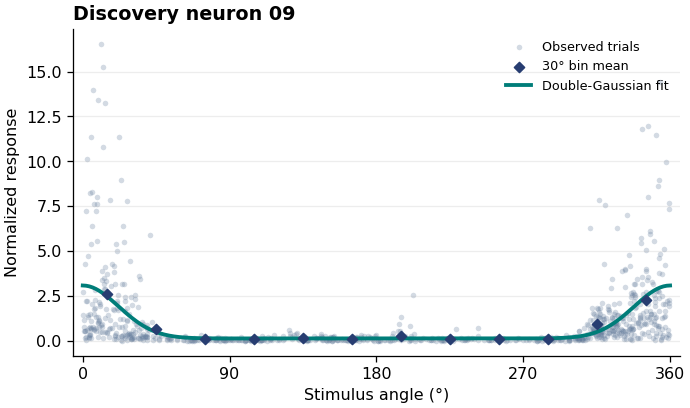 Discovery neuron 09
Observed trials
30° bin mean
Double-Gaussian fit
Normalized response
15.0
12.5
10.0
7.5
5.0
2.5
0.0
0 90 180 270 360
Stimulus angle (°)